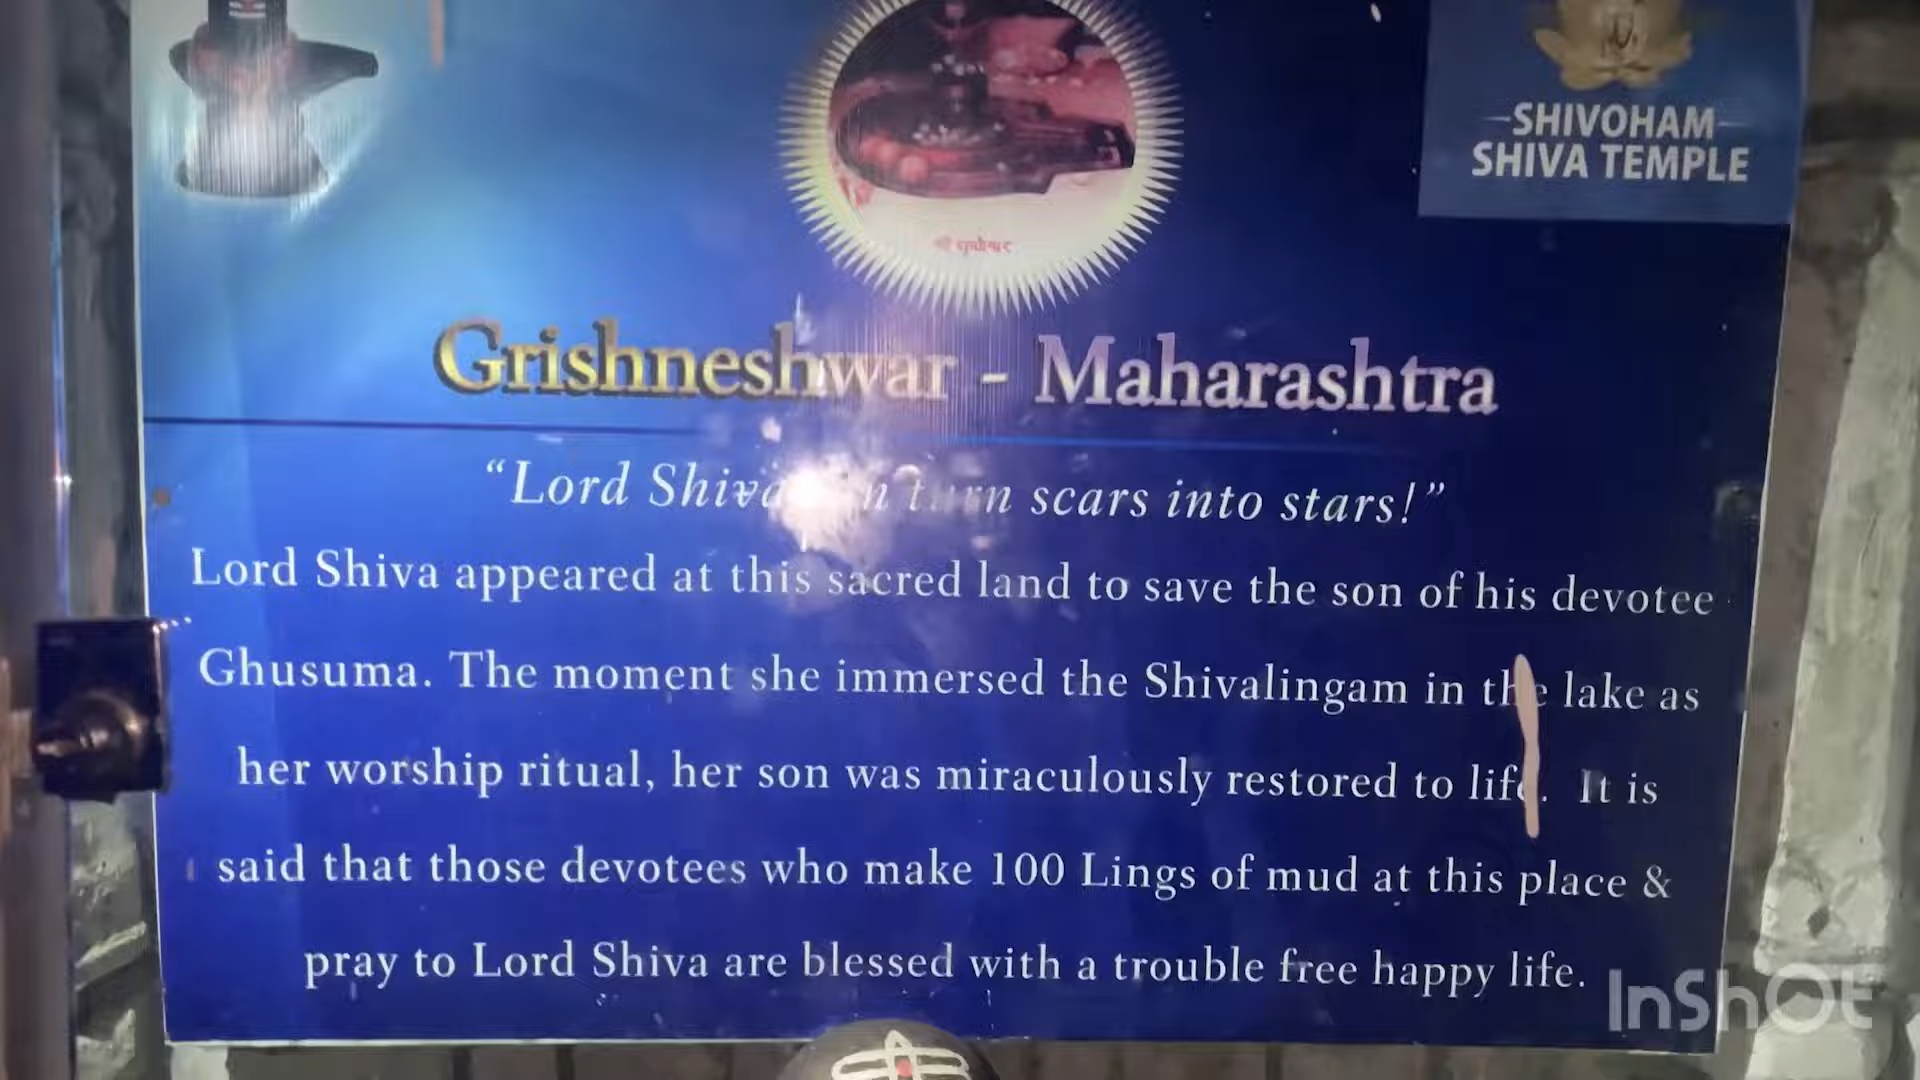 SHIVOHAM
SHIVA TEMPLE
श्री घृष्णेश्वर
Grishneshwar - Maharashtra
“Lord Shiva turn scars into stars!”
Lord Shiva appeared at this sacred land to save the son of his devotee
Ghusuma. The moment she immersed the Shivalingam in the lake as
her worship ritual, her son was miraculously restored to life. It is
said that those devotees who make 100 Lings of mud at this place &
pray to Lord Shiva are blessed with a trouble free happy life.
InShOt